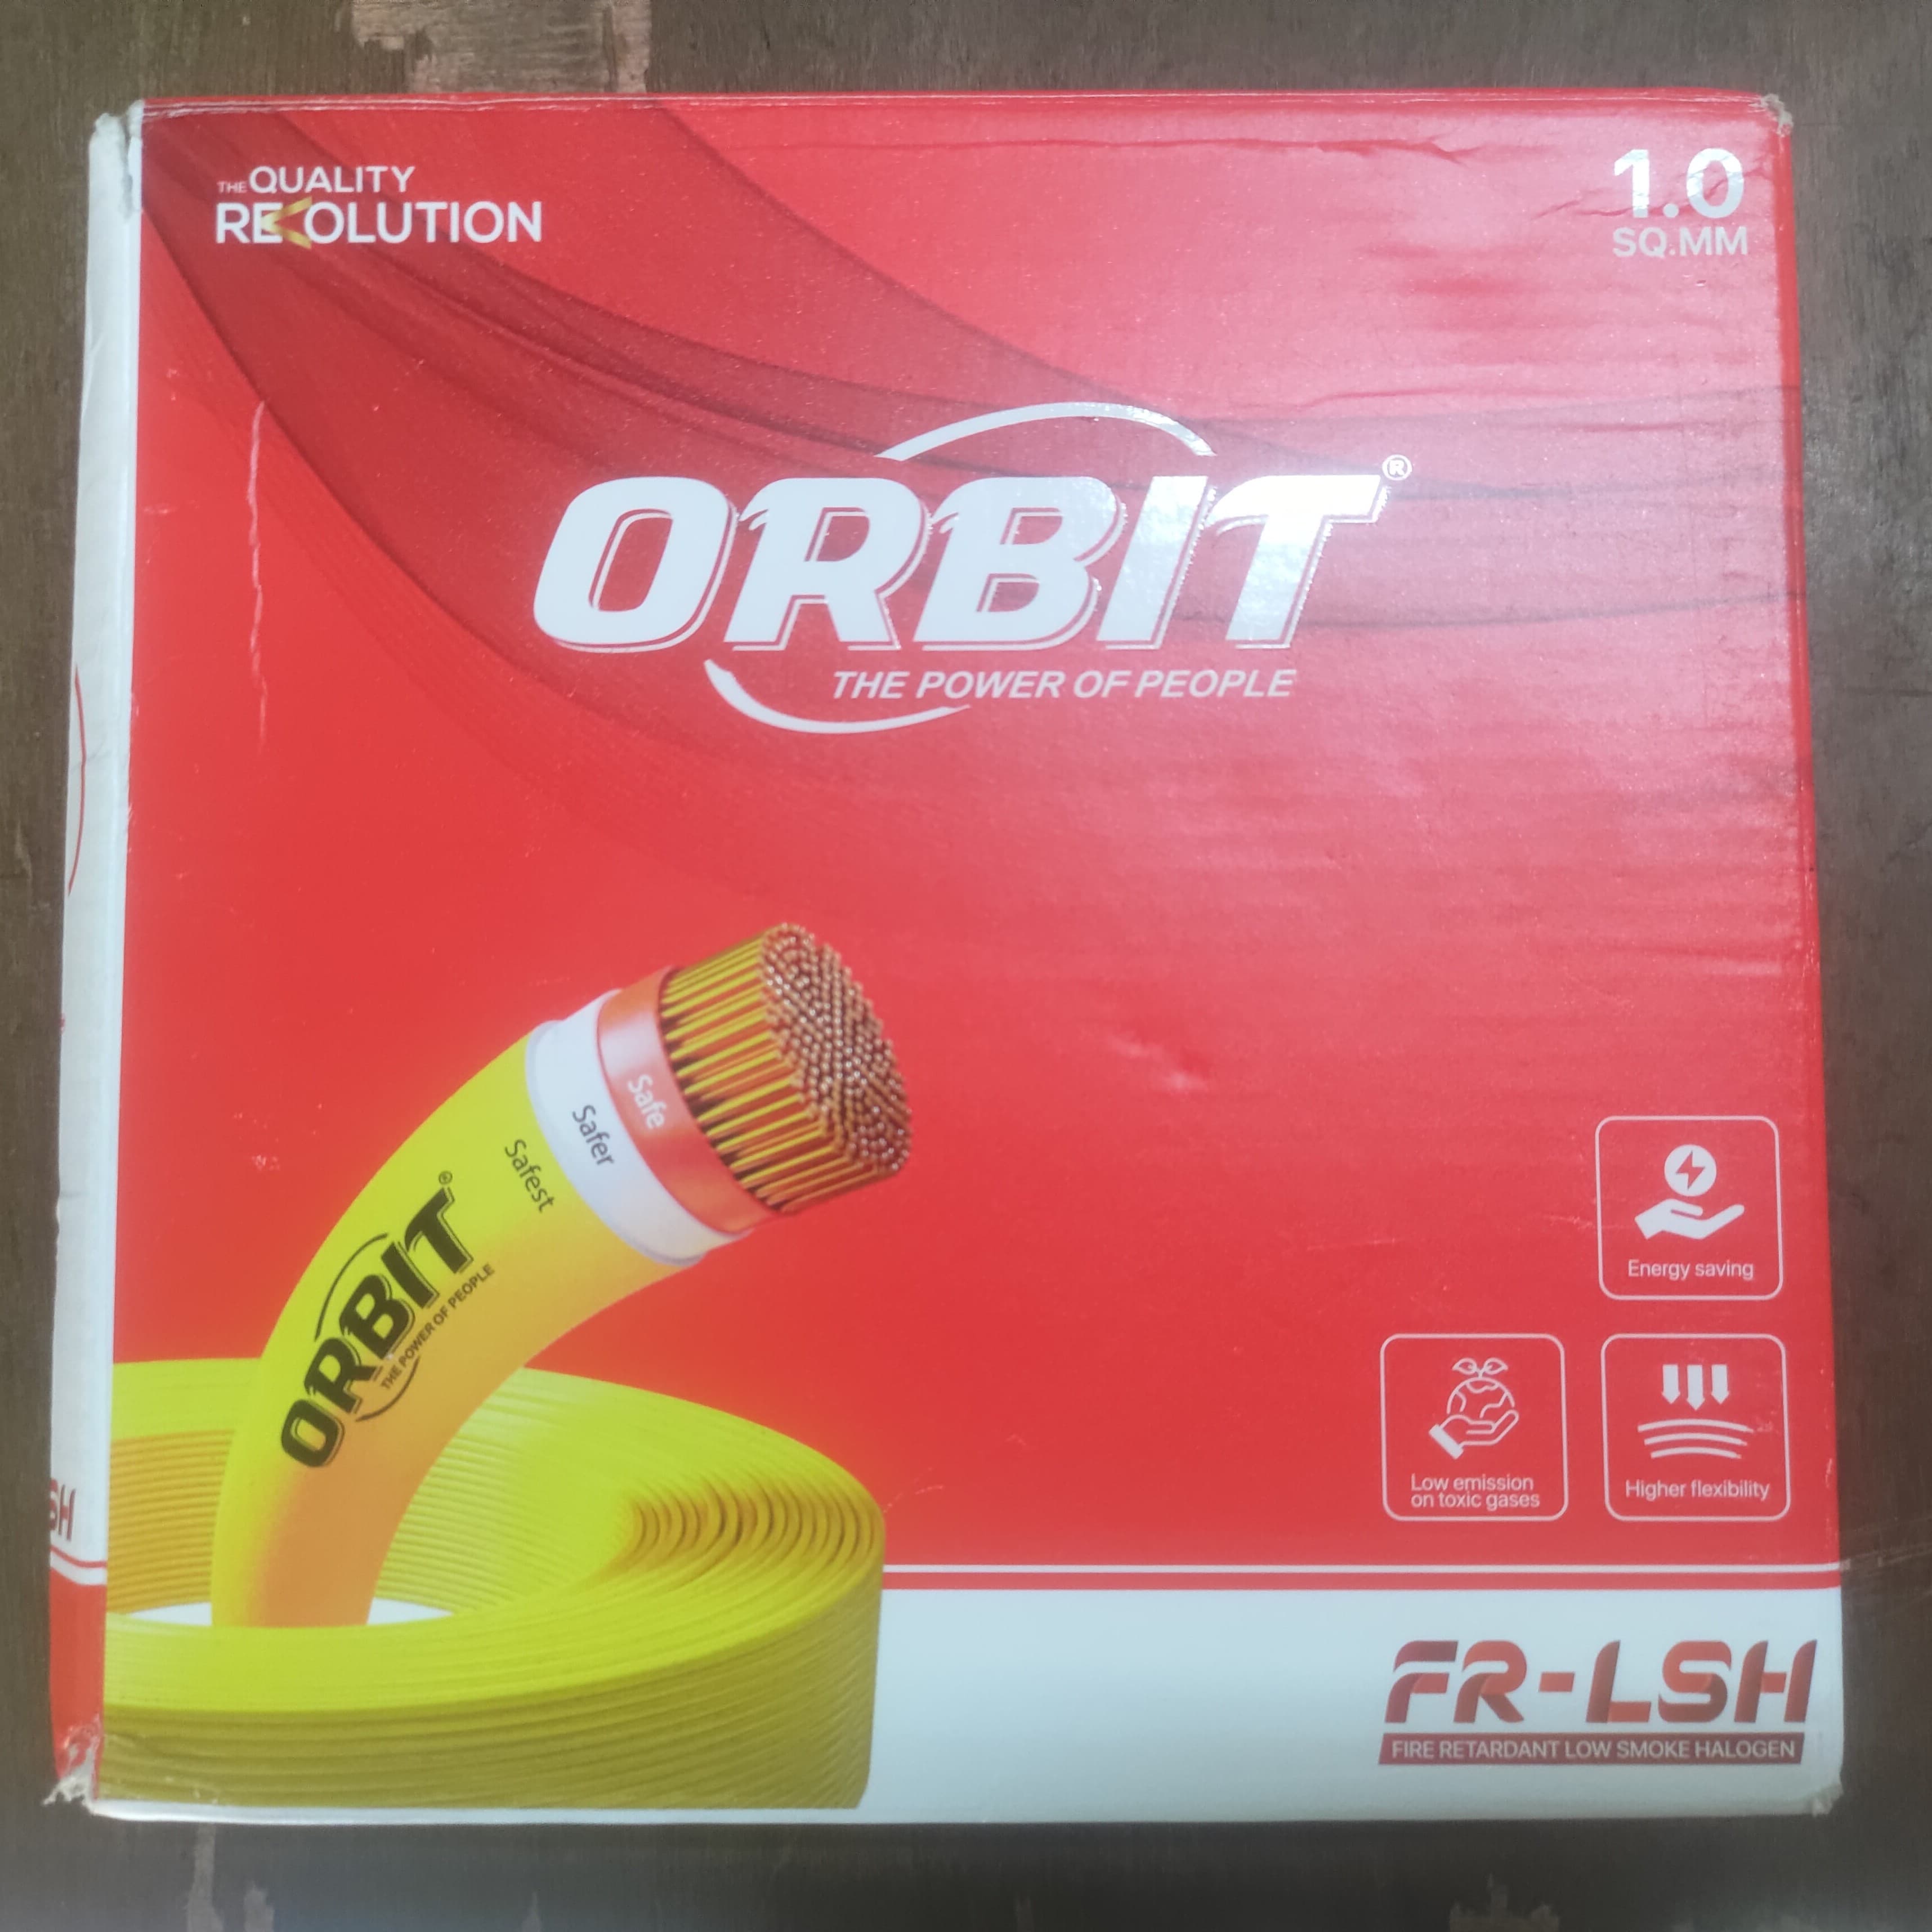 THE QUALITY
REVOLUTION
1.0
SQ.MM
ORBIT®
THE POWER OF PEOPLE
Safe
Safer
Safest
ORBIT®
THE POWER OF PEOPLE
Energy saving
Low emission
on toxic gases
Higher flexibility
SH
FR-LSH
FIRE RETARDANT LOW SMOKE HALOGEN